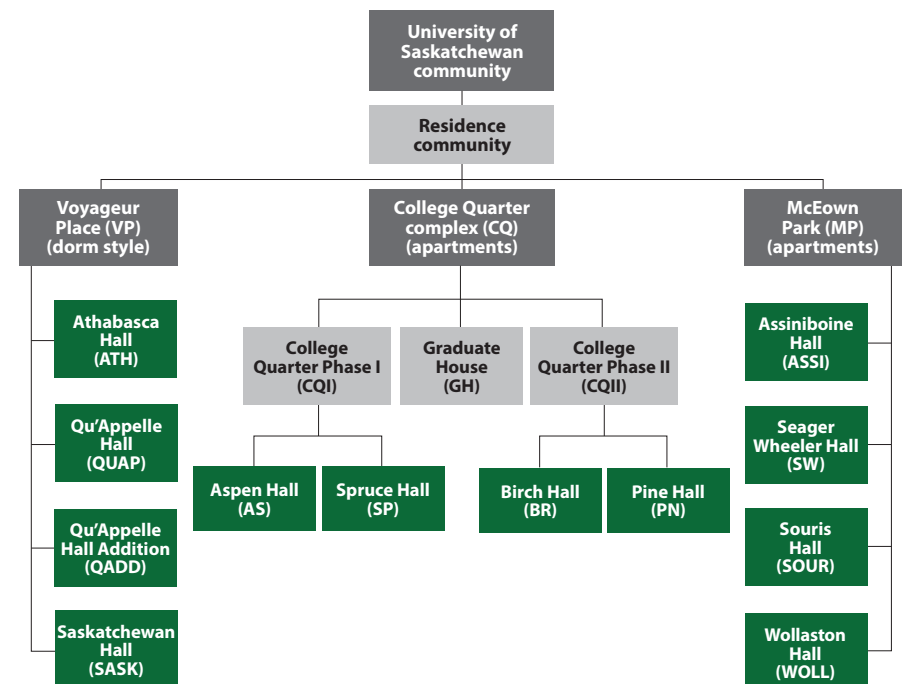 University of
Saskatchewan
community
Residence
community
Voyageur
Place (VP)
(dorm style)
College Quarter
complex (CQ)
(apartments)
McEown
Park (MP)
(apartments)
Athabasca
Hall
(ATH)
Qu’Appelle
Hall
(QUAP)
Qu’Appelle
Hall Addition
(QADD)
Saskatchewan
Hall
(SASK)
College
Quarter Phase I
(CQI)
Graduate
House
(GH)
College
Quarter Phase II
(CQII)
Aspen Hall
(AS)
Spruce Hall
(SP)
Birch Hall
(BR)
Pine Hall
(PN)
Assiniboine
Hall
(ASSI)
Seager
Wheeler Hall
(SW)
Souris
Hall
(SOUR)
Wollaston
Hall
(WOLL)